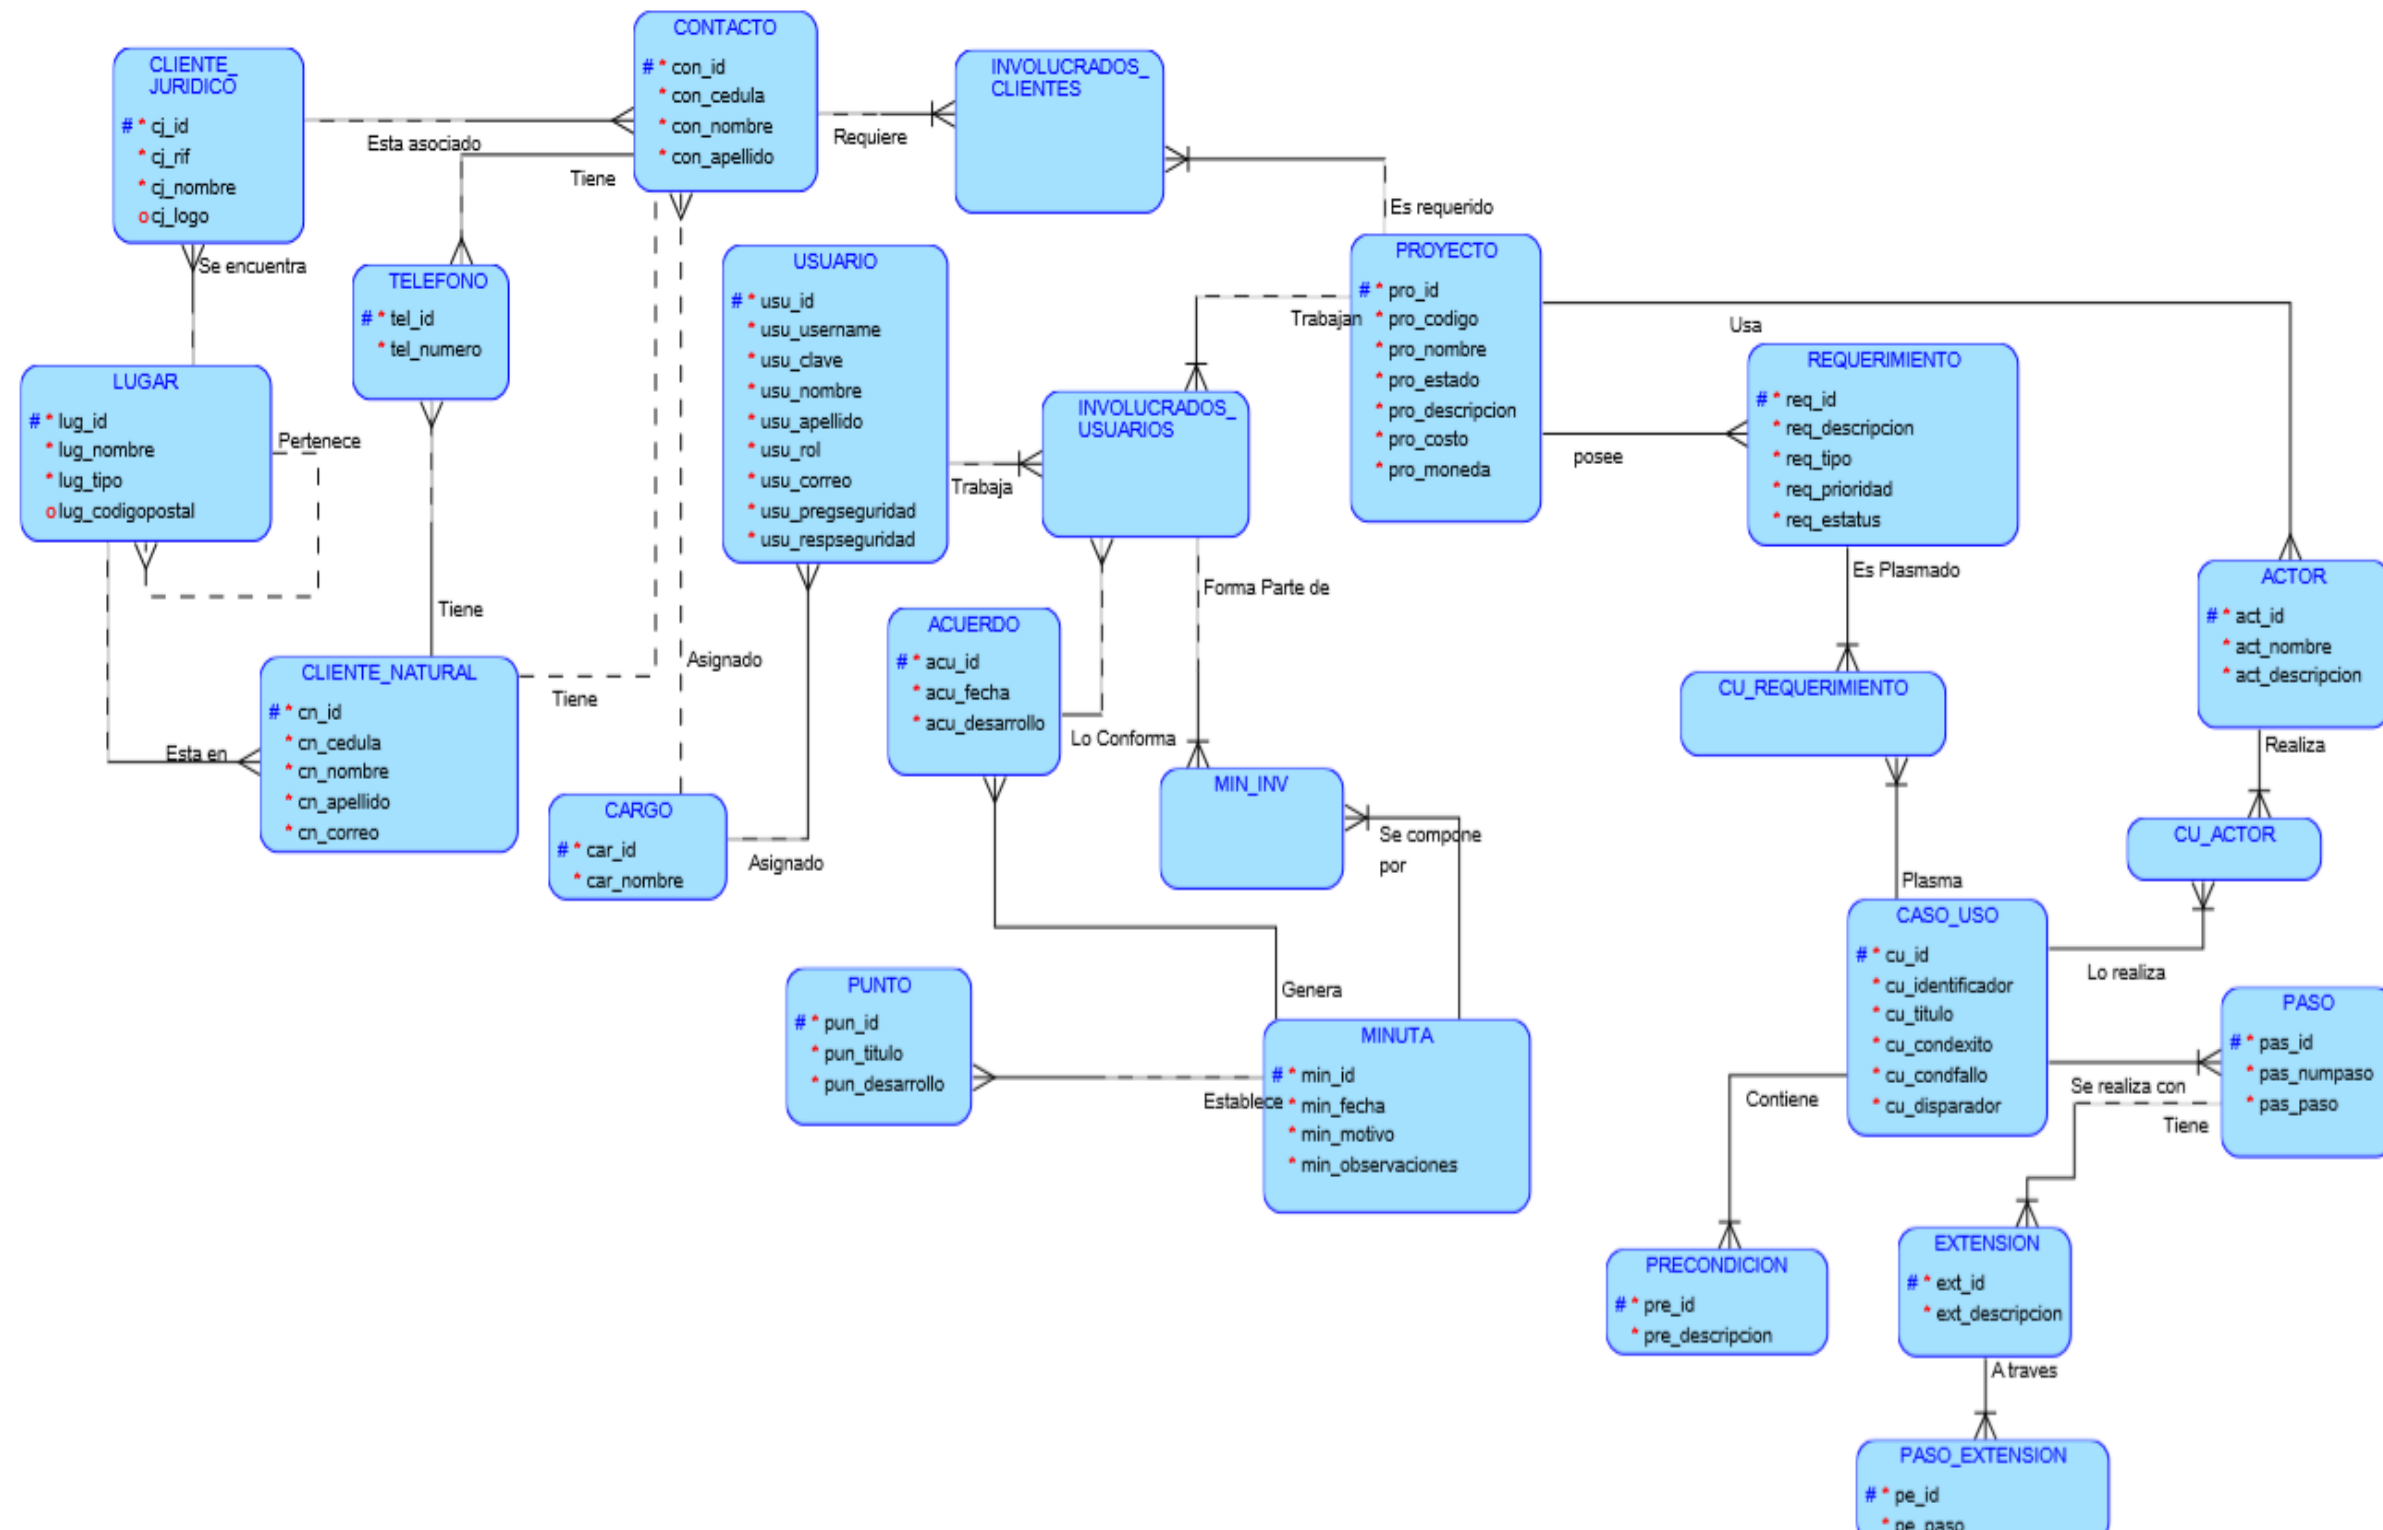 CLIENTE_
JURIDICO
# * cj_id
* cj_rif
* cj_nombre
o cj_logo
Esta asociado
CONTACTO
# * con_id
* con_cedula
* con_nombre
* con_apellido
Requiere
INVOLUCRADOS_
CLIENTES
Es requerido
Tiene
Se encuentra
TELEFONO
# * tel_id
* tel_numero
USUARIO
# * usu_id
* usu_username
* usu_clave
* usu_nombre
* usu_apellido
* usu_rol
* usu_correo
* usu_pregseguridad
* usu_respseguridad
Trabajan
PROYECTO
# * pro_id
* pro_codigo
* pro_nombre
* pro_estado
* pro_descripcion
* pro_costo
* pro_moneda
Usa
REQUERIMIENTO
# * req_id
* req_descripcion
* req_tipo
* req_prioridad
* req_estatus
posee
LUGAR
# * lug_id
* lug_nombre
* lug_tipo
o lug_codigopostal
Pertenece
INVOLUCRADOS_
USUARIOS
Trabaja
Es Plasmado
ACTOR
# * act_id
* act_nombre
* act_descripcion
Forma Parte de
Tiene
ACUERDO
# * acu_id
* acu_fecha
* acu_desarrollo
Lo Conforma
CLIENTE_NATURAL
# * cn_id
* cn_cedula
* cn_nombre
* cn_apellido
* cn_correo
Tiene
Asignado
Esta en
CU_REQUERIMIENTO
Realiza
MIN_INV
Se compone
por
CARGO
# * car_id
* car_nombre
Asignado
CU_ACTOR
Plasma
CASO_USO
# * cu_id
* cu_identificador
* cu_titulo
* cu_condexito
* cu_condfallo
* cu_disparador
Lo realiza
PUNTO
# * pun_id
* pun_titulo
* pun_desarrollo
Genera
Establece
MINUTA
# * min_id
* min_fecha
* min_motivo
* min_observaciones
PASO
# * pas_id
* pas_numpaso
* pas_paso
Se realiza con
Tiene
Contiene
PRECONDICION
# * pre_id
* pre_descripcion
EXTENSION
# * ext_id
* ext_descripcion
A traves
PASO_EXTENSION
# * pe_id
* pe_paso